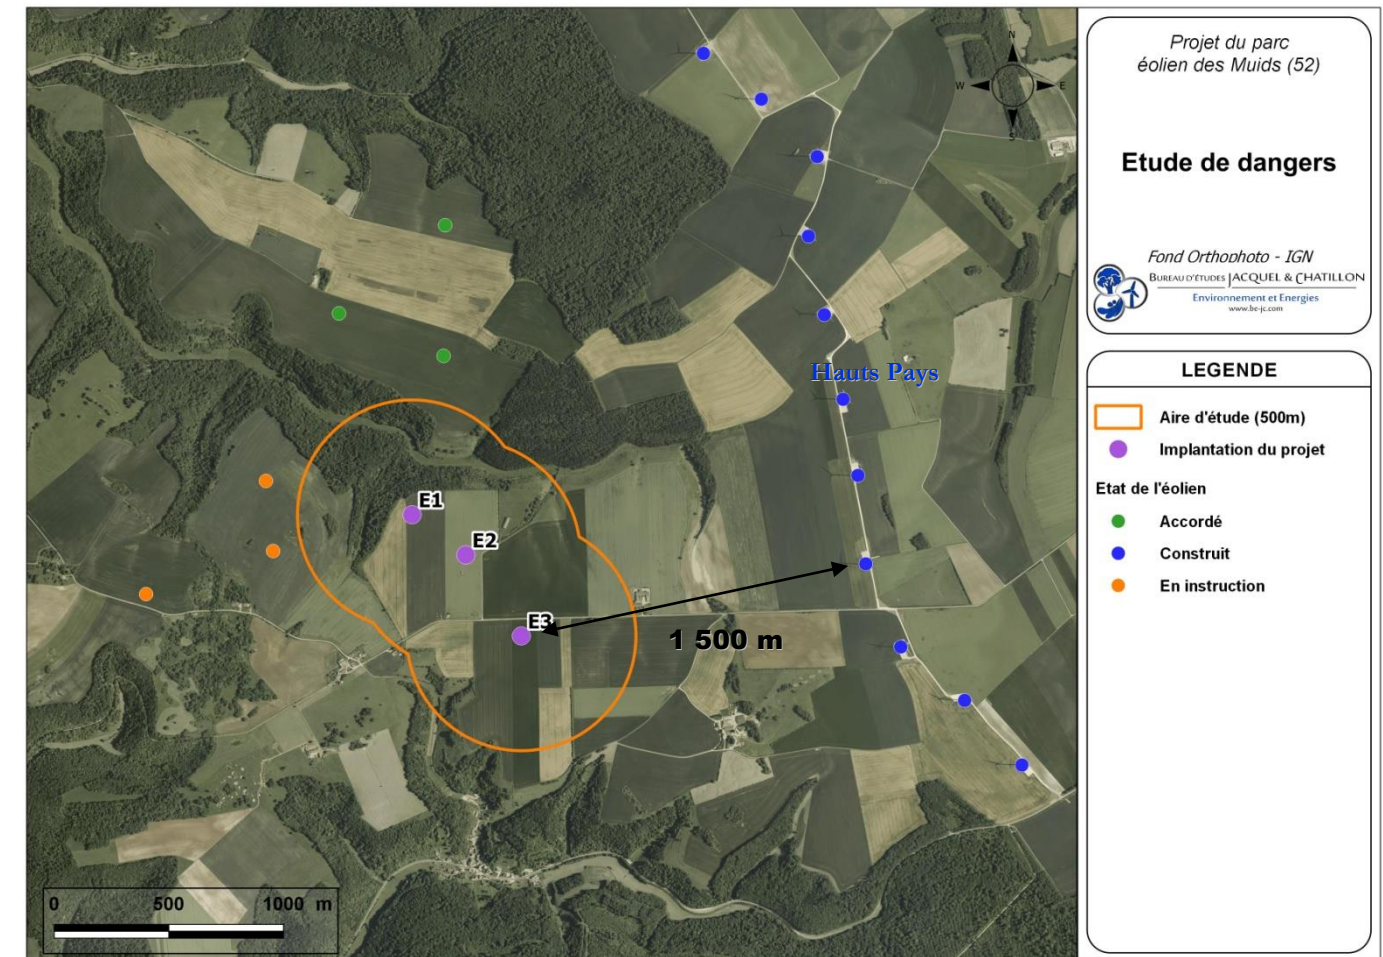 Projet du parc
éolien des Muids (52)
Etude de dangers
Fond Orthophoto - IGN
BUREAU D'ÉTUDES JACQUEL & CHATILLON
Environnement et Energies
www.be-jc.com
LEGENDE
Aire d'étude (500m)
Implantation du projet
Etat de l'éolien
Accordé
Construit
En instruction
N
W
E
S
Hauts Pays
E1
E2
E3
1 500 m
0 500 1000 m